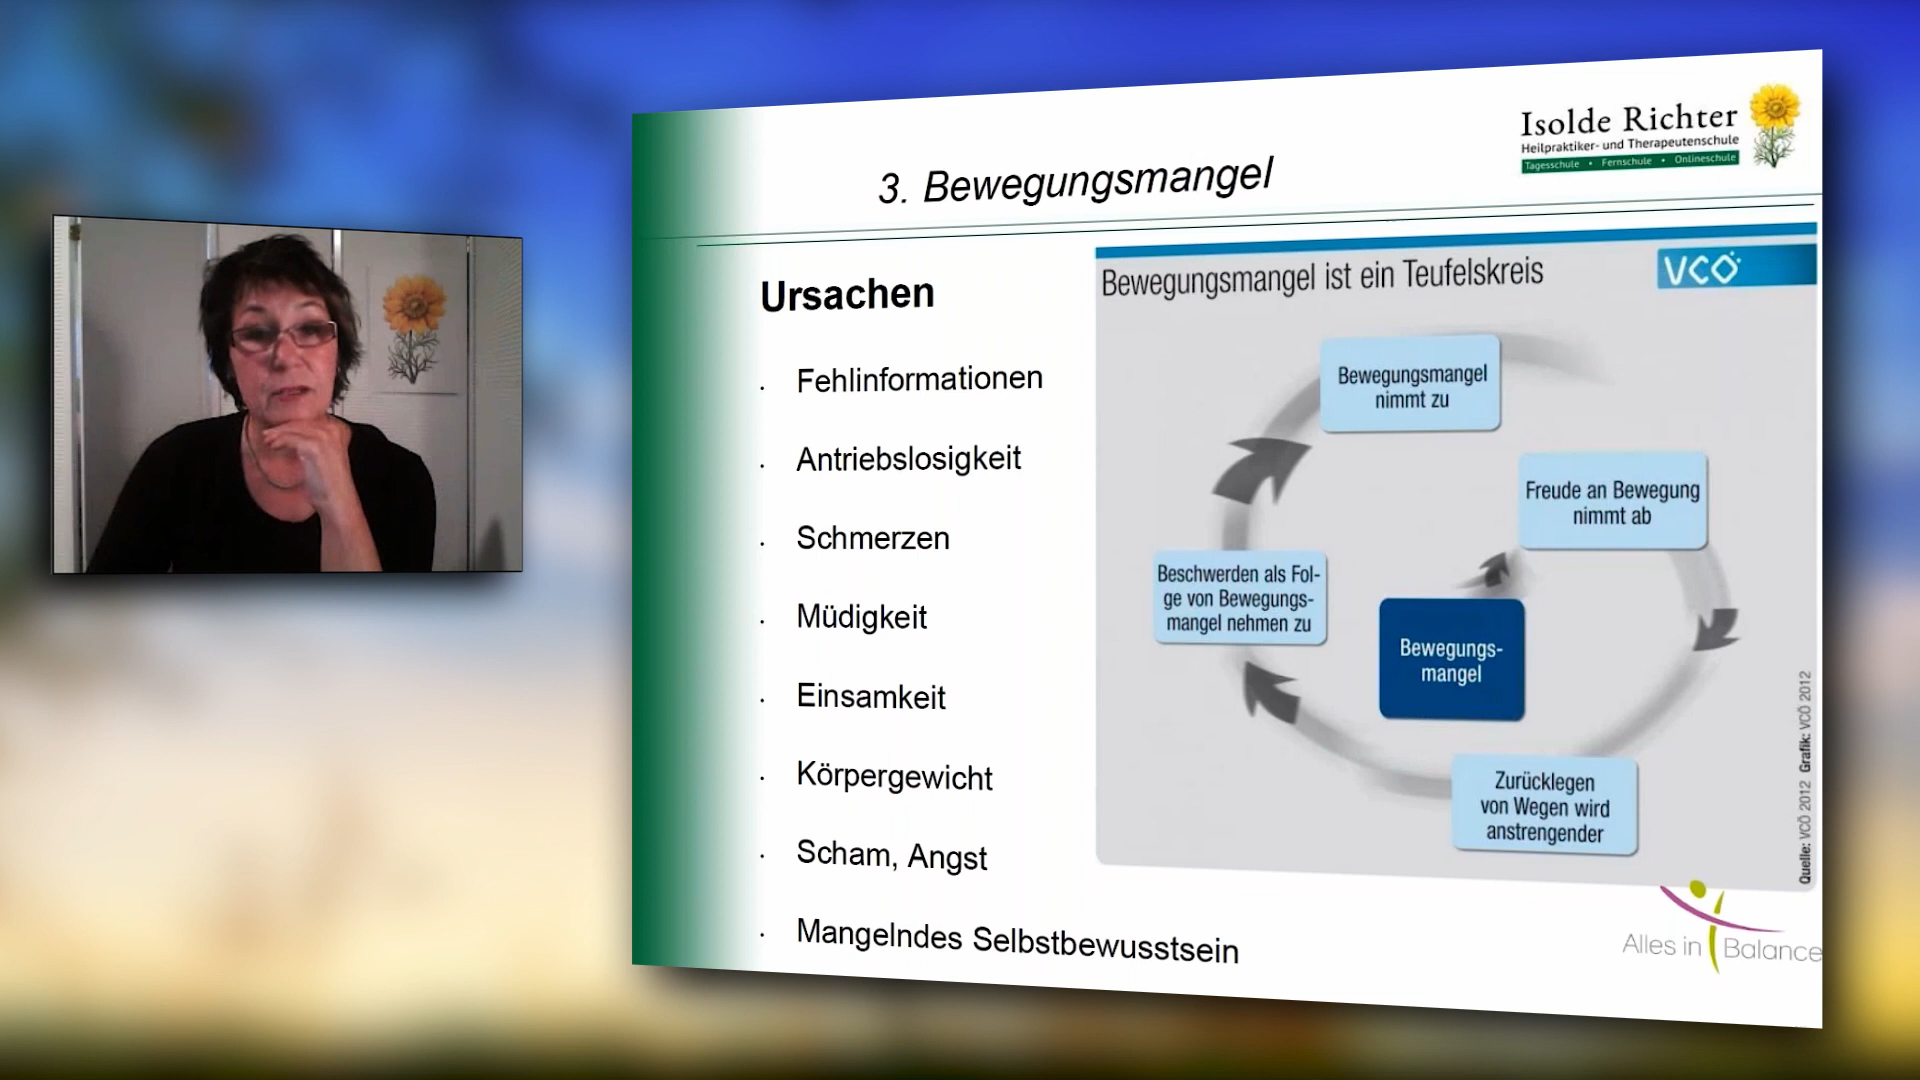 Isolde Richter
Heilpraktiker- und Therapeutenschule
Tagesschule • Fernschule • Onlineschule
3. Bewegungsmangel
Ursachen
Fehlinformationen
Antriebslosigkeit
Schmerzen
Müdigkeit
Einsamkeit
Körpergewicht
Scham, Angst
Mangelndes Selbstbewusstsein
Bewegungsmangel ist ein Teufelskreis
VCÖ
Bewegungsmangel
nimmt zu
Freude an Bewegung
nimmt ab
Beschwerden als Fol-
ge von Bewegungs-
mangel nehmen zu
Bewegungs-
mangel
Zurücklegen
von Wegen wird
anstrengender
Quelle: VCÖ 2012 Grafik: VCÖ 2012
Alles in Balance